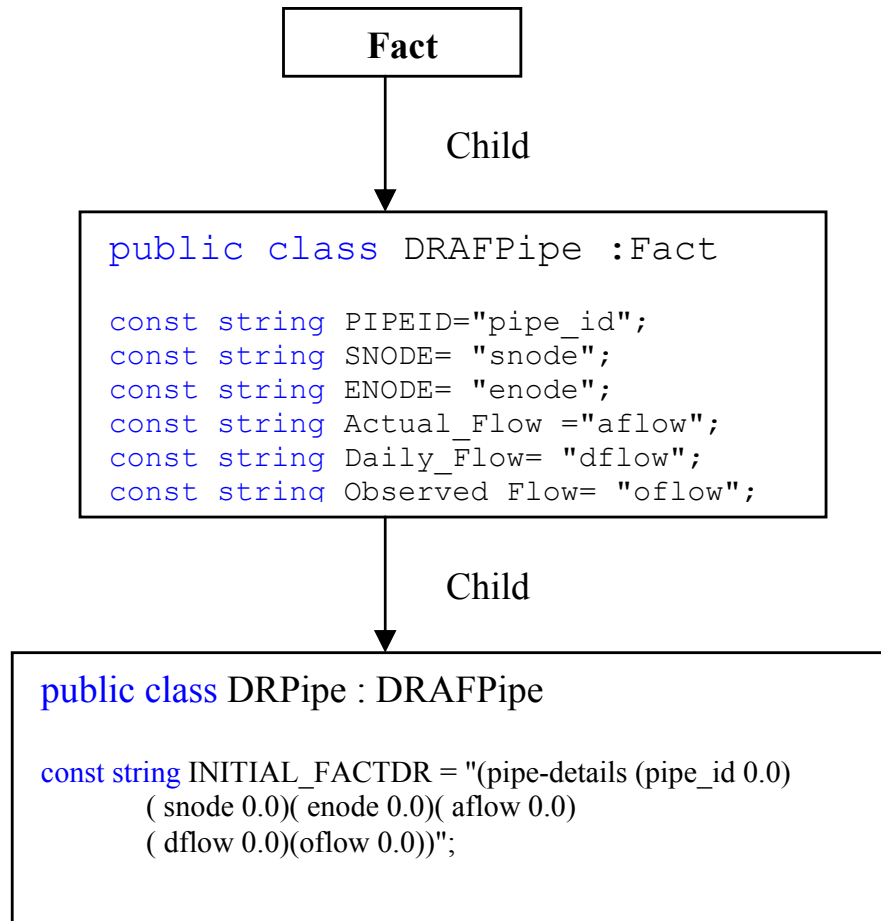 Fact
Child
public class DRAFPipe :Fact
const string PIPEID="pipe_id";
const string SNODE= "snode";
const string ENODE= "enode";
const string Actual_Flow ="aflow";
const string Daily_Flow= "dflow";
const string Observed Flow= "oflow";
Child
public class DRPipe : DRAFPipe
const string INITIAL_FACTDR = "(pipe-details (pipe_id 0.0)
( snode 0.0)( enode 0.0)( aflow 0.0)
( dflow 0.0)(oflow 0.0))";